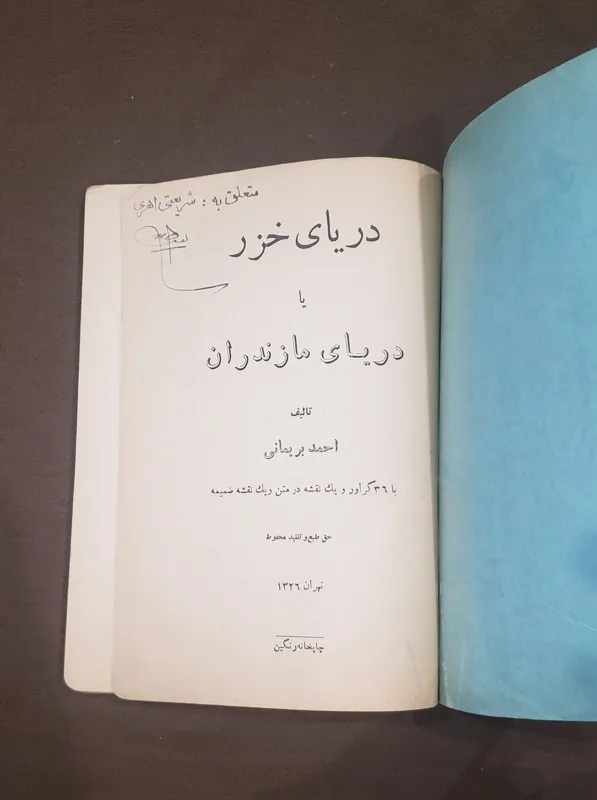 متعلق به : شریعتی اهری
دریای خزر
یا
دریای مازندران
تالیف
احمد بریمانی
با ۳۶ گراور و یک نقشه در متن و یک نقشه ضمیمه
حق طبع و تقلید محفوظ
تهران ۱۳۲۶
چاپخانه رنگین